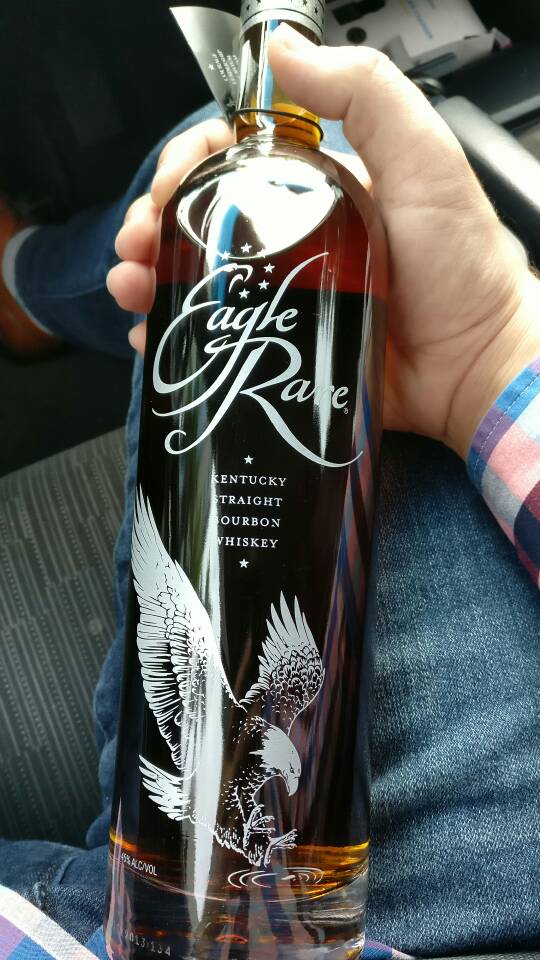 Eagle
Rare®
KENTUCKY
STRAIGHT
BOURBON
WHISKEY
45% ALC/VOL